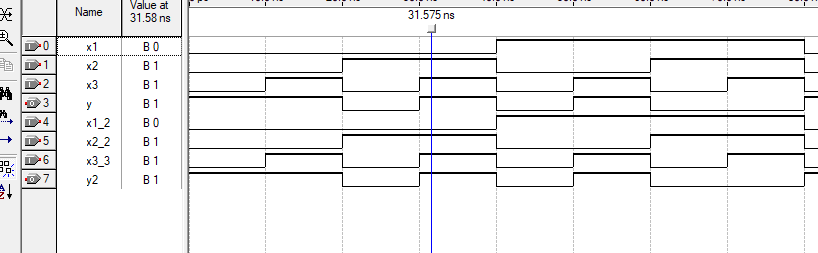 Name
Value at
31.58 ns
31.575 ns
0 x1 B 0
1 x2 B 1
2 x3 B 1
3 y B 1
4 x1_2 B 0
5 x2_2 B 1
6 x3_3 B 1
7 y2 B 1